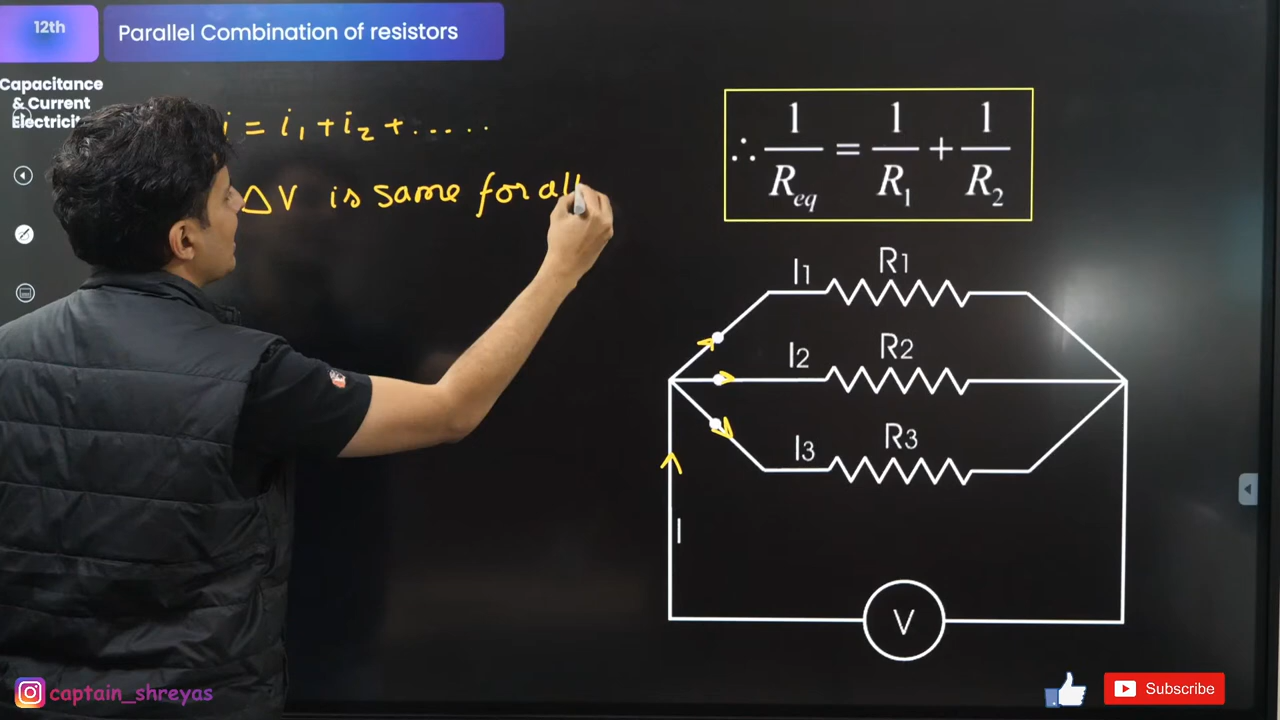 12th
Parallel Combination of resistors
Capacitance
& Current
Electricit
i = i₁ + i₂ + .....
ΔV is same for all
∴ 1/R_eq = 1/R₁ + 1/R₂
I1 R1
I2 R2
I3 R3
I
V
captain_shreyas
Subscribe